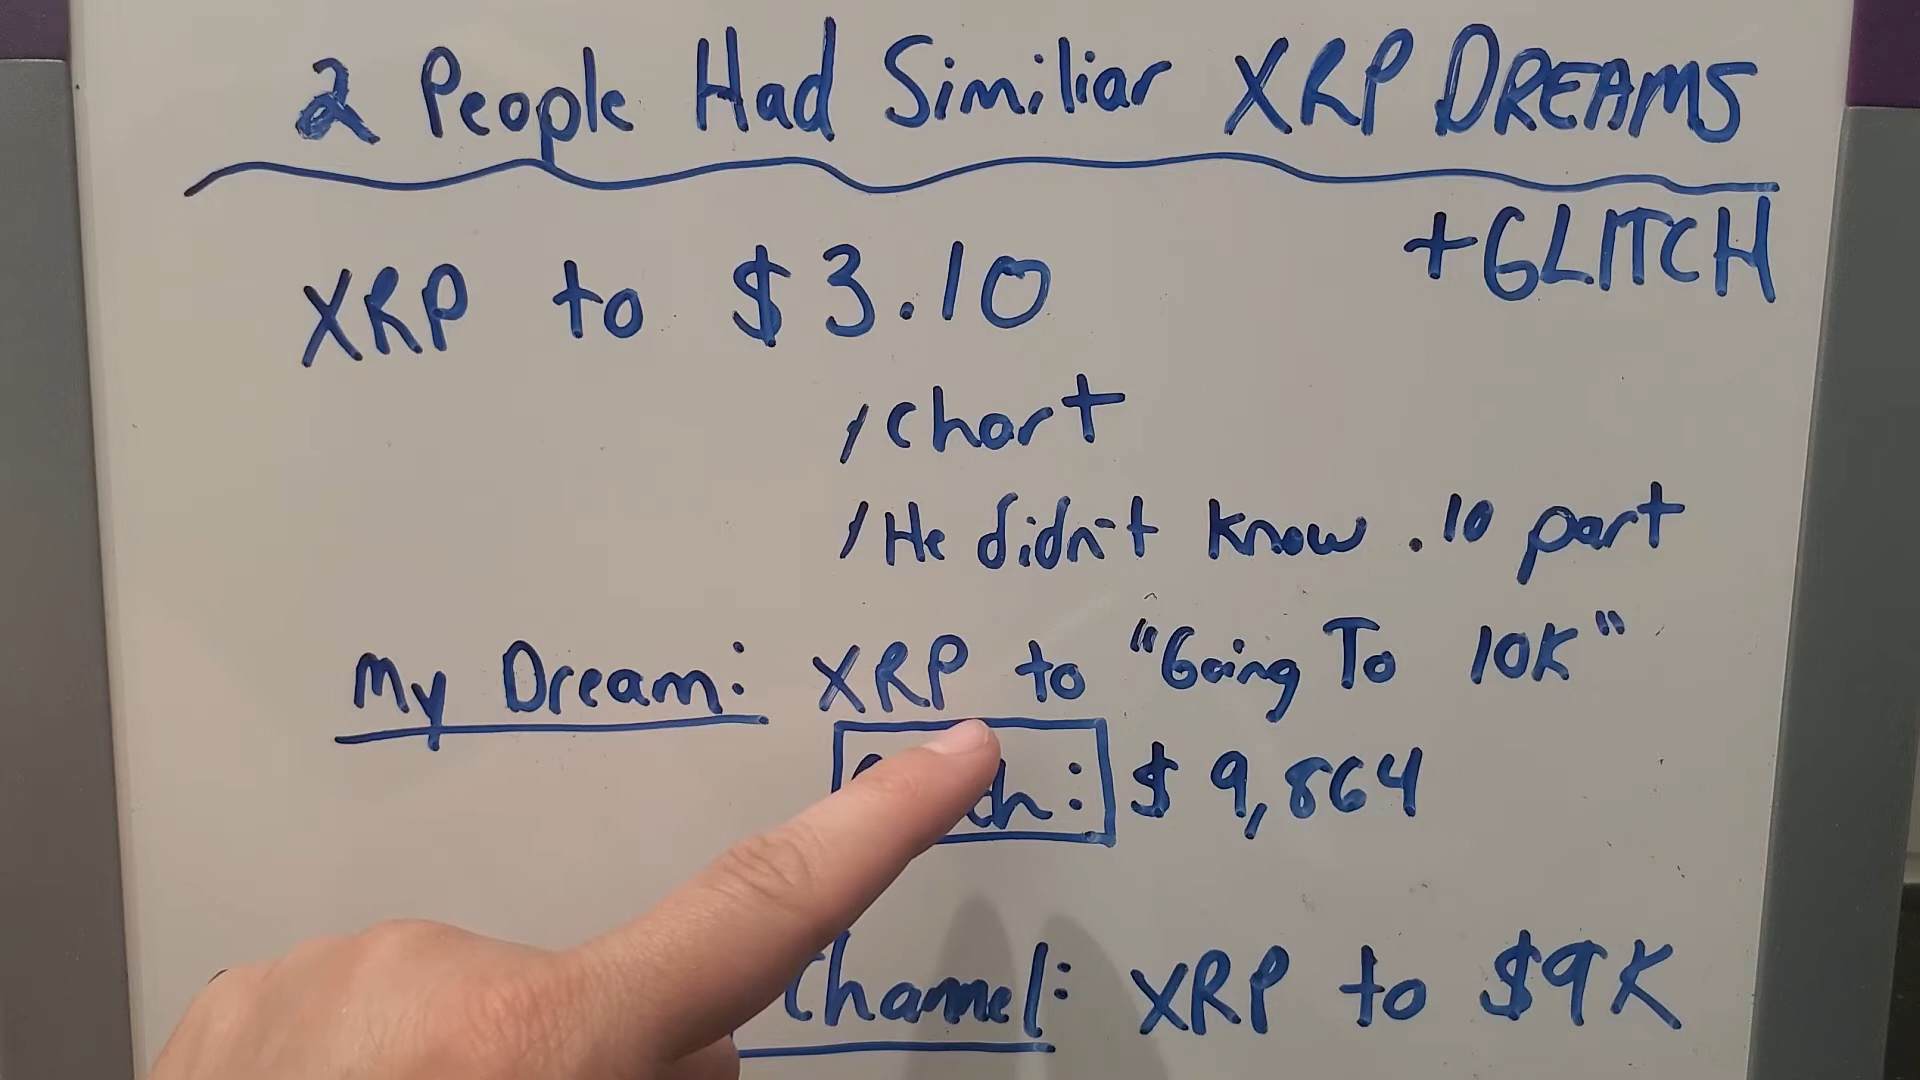 2 People Had Similiar XRP DREAMS
+GLITCH
XRP to $3.10
/chart
/He didn't know .10 part
My Dream: XRP to "Going To 10K"
$9,864
Channel: XRP to $9K